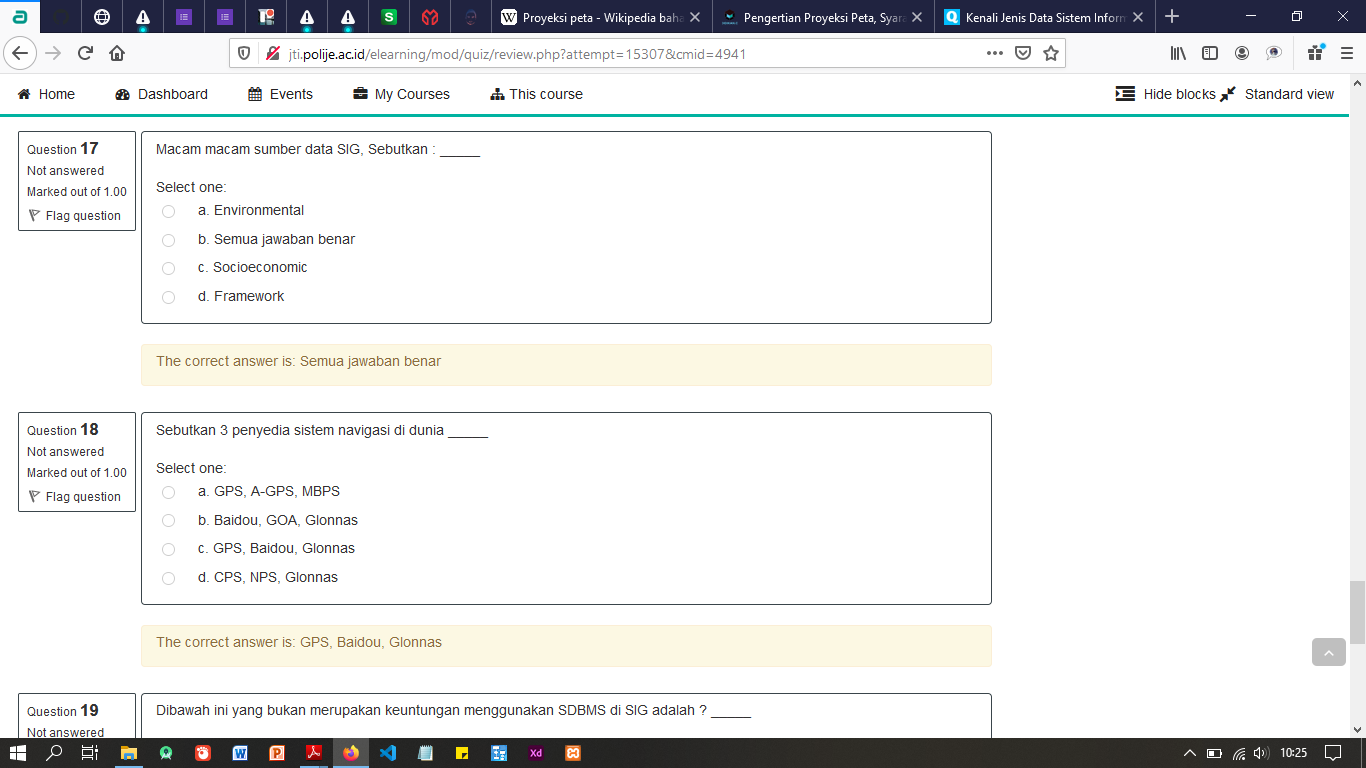 Proyeksi peta - Wikipedia baha
Pengertian Proyeksi Peta, Syara
Kenali Jenis Data Sistem Inform
jti.polije.ac.id/elearning/mod/quiz/review.php?attempt=15307&cmid=4941
Home
Dashboard
Events
My Courses
This course
Hide blocks
Standard view
Question 17
Not answered
Marked out of 1.00
Flag question
Macam macam sumber data SIG, Sebutkan : _____
Select one:
a. Environmental
b. Semua jawaban benar
c. Socioeconomic
d. Framework
The correct answer is: Semua jawaban benar
Question 18
Not answered
Marked out of 1.00
Flag question
Sebutkan 3 penyedia sistem navigasi di dunia _____
Select one:
a. GPS, A-GPS, MBPS
b. Baidou, GOA, Glonnas
c. GPS, Baidou, Glonnas
d. CPS, NPS, Glonnas
The correct answer is: GPS, Baidou, Glonnas
Question 19
Not answered
Dibawah ini yang bukan merupakan keuntungan menggunakan SDBMS di SIG adalah ? _____
10:25